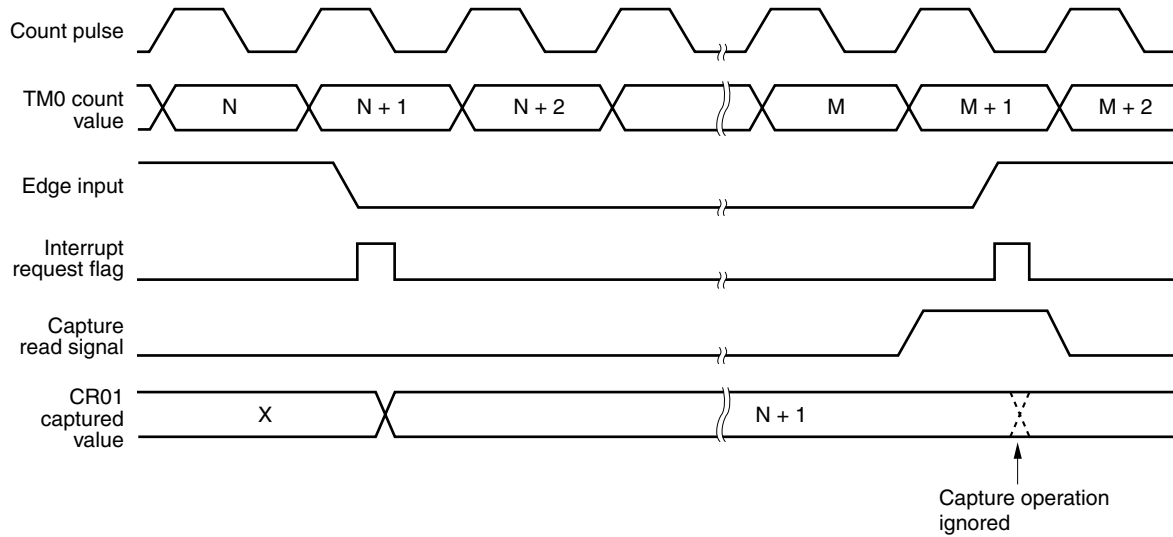 Count pulse
TM0 count
value
N
N + 1
N + 2
M
M + 1
M + 2
Edge input
Interrupt
request flag
Capture
read signal
CR01
captured
value
X
N + 1
Capture operation
ignored